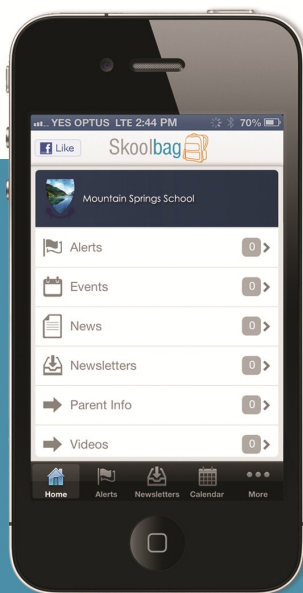 YES OPTUS LTE 2:44 PM 70%
f Like Skoolbag
Mountain Springs School
Alerts 0
Events 0
News 0
Newsletters 0
Parent Info 0
Videos 0
Home Alerts Newsletters Calendar More